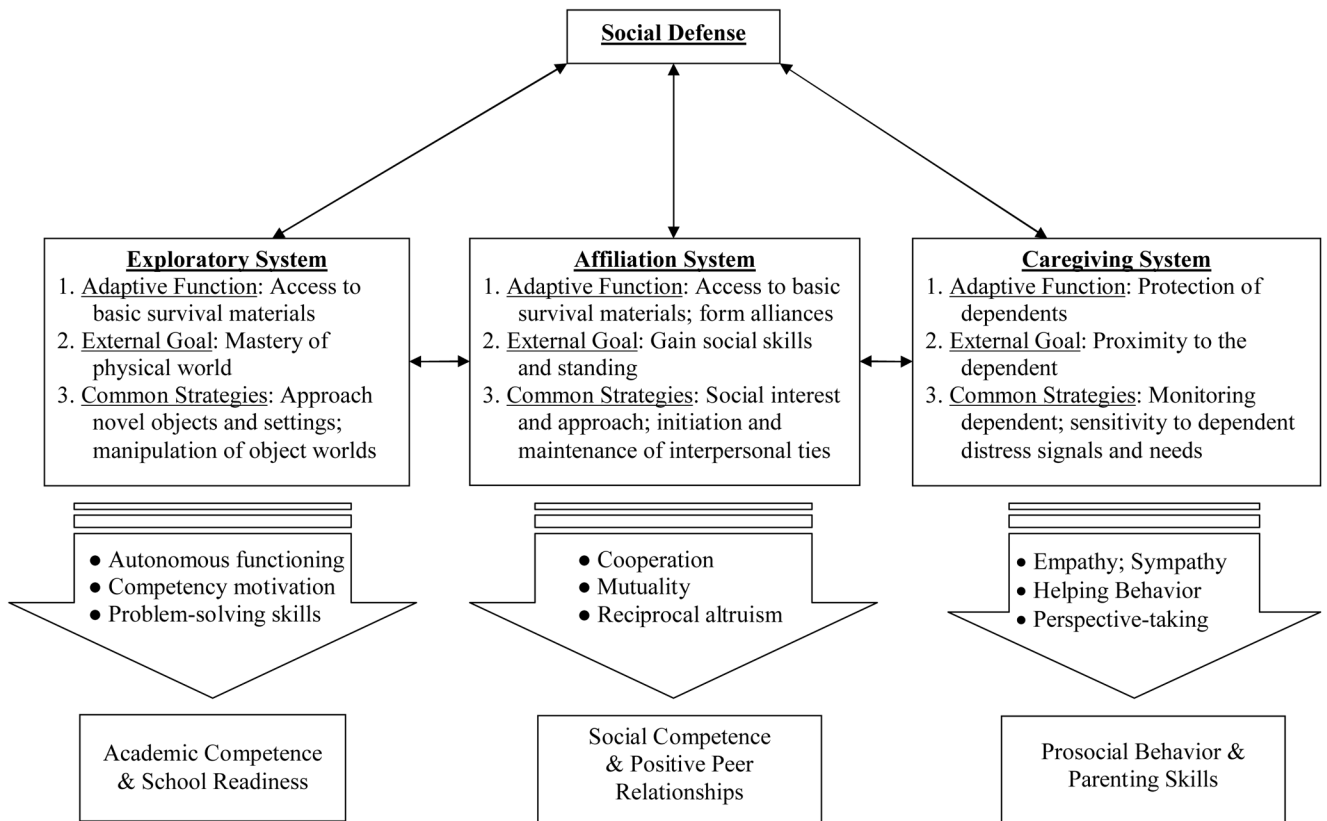 Social Defense
Exploratory System
1. Adaptive Function: Access to
basic survival materials
2. External Goal: Mastery of
physical world
3. Common Strategies: Approach
novel objects and settings;
manipulation of object worlds
Affiliation System
1. Adaptive Function: Access to basic
survival materials; form alliances
2. External Goal: Gain social skills
and standing
3. Common Strategies: Social interest
and approach; initiation and
maintenance of interpersonal ties
Caregiving System
1. Adaptive Function: Protection of
dependents
2. External Goal: Proximity to the
dependent
3. Common Strategies: Monitoring
dependent; sensitivity to dependent
distress signals and needs
● Autonomous functioning
● Competency motivation
● Problem-solving skills
● Cooperation
● Mutuality
● Reciprocal altruism
● Empathy; Sympathy
● Helping Behavior
● Perspective-taking
Academic Competence
& School Readiness
Social Competence
& Positive Peer
Relationships
Prosocial Behavior &
Parenting Skills